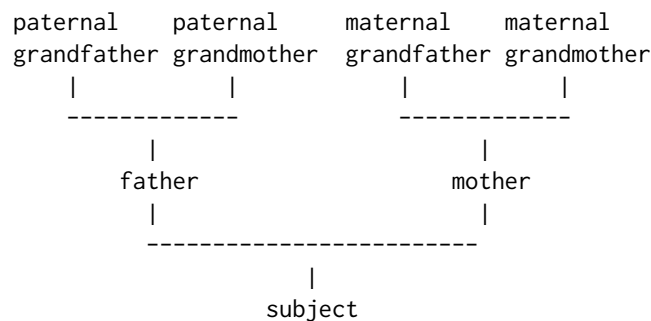 paternal paternal maternal maternal
grandfather grandmother grandfather grandmother
father mother
subject